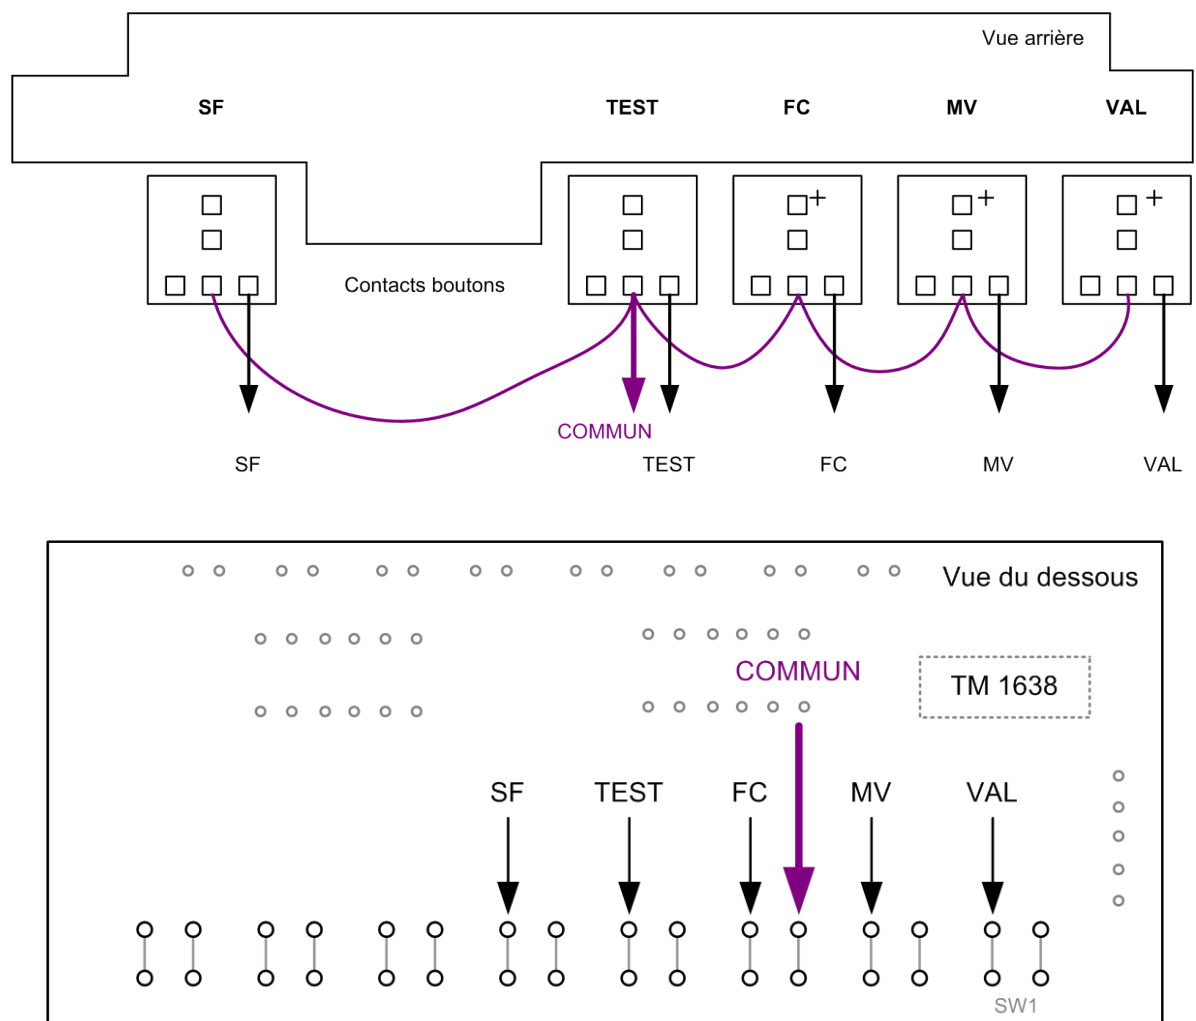 Vue arrière
SF
TEST
FC
MV
VAL
+
+
+
Contacts boutons
COMMUN
SF
TEST
FC
MV
VAL
Vue du dessous
COMMUN
TM 1638
SF
TEST
FC
MV
VAL
SW1